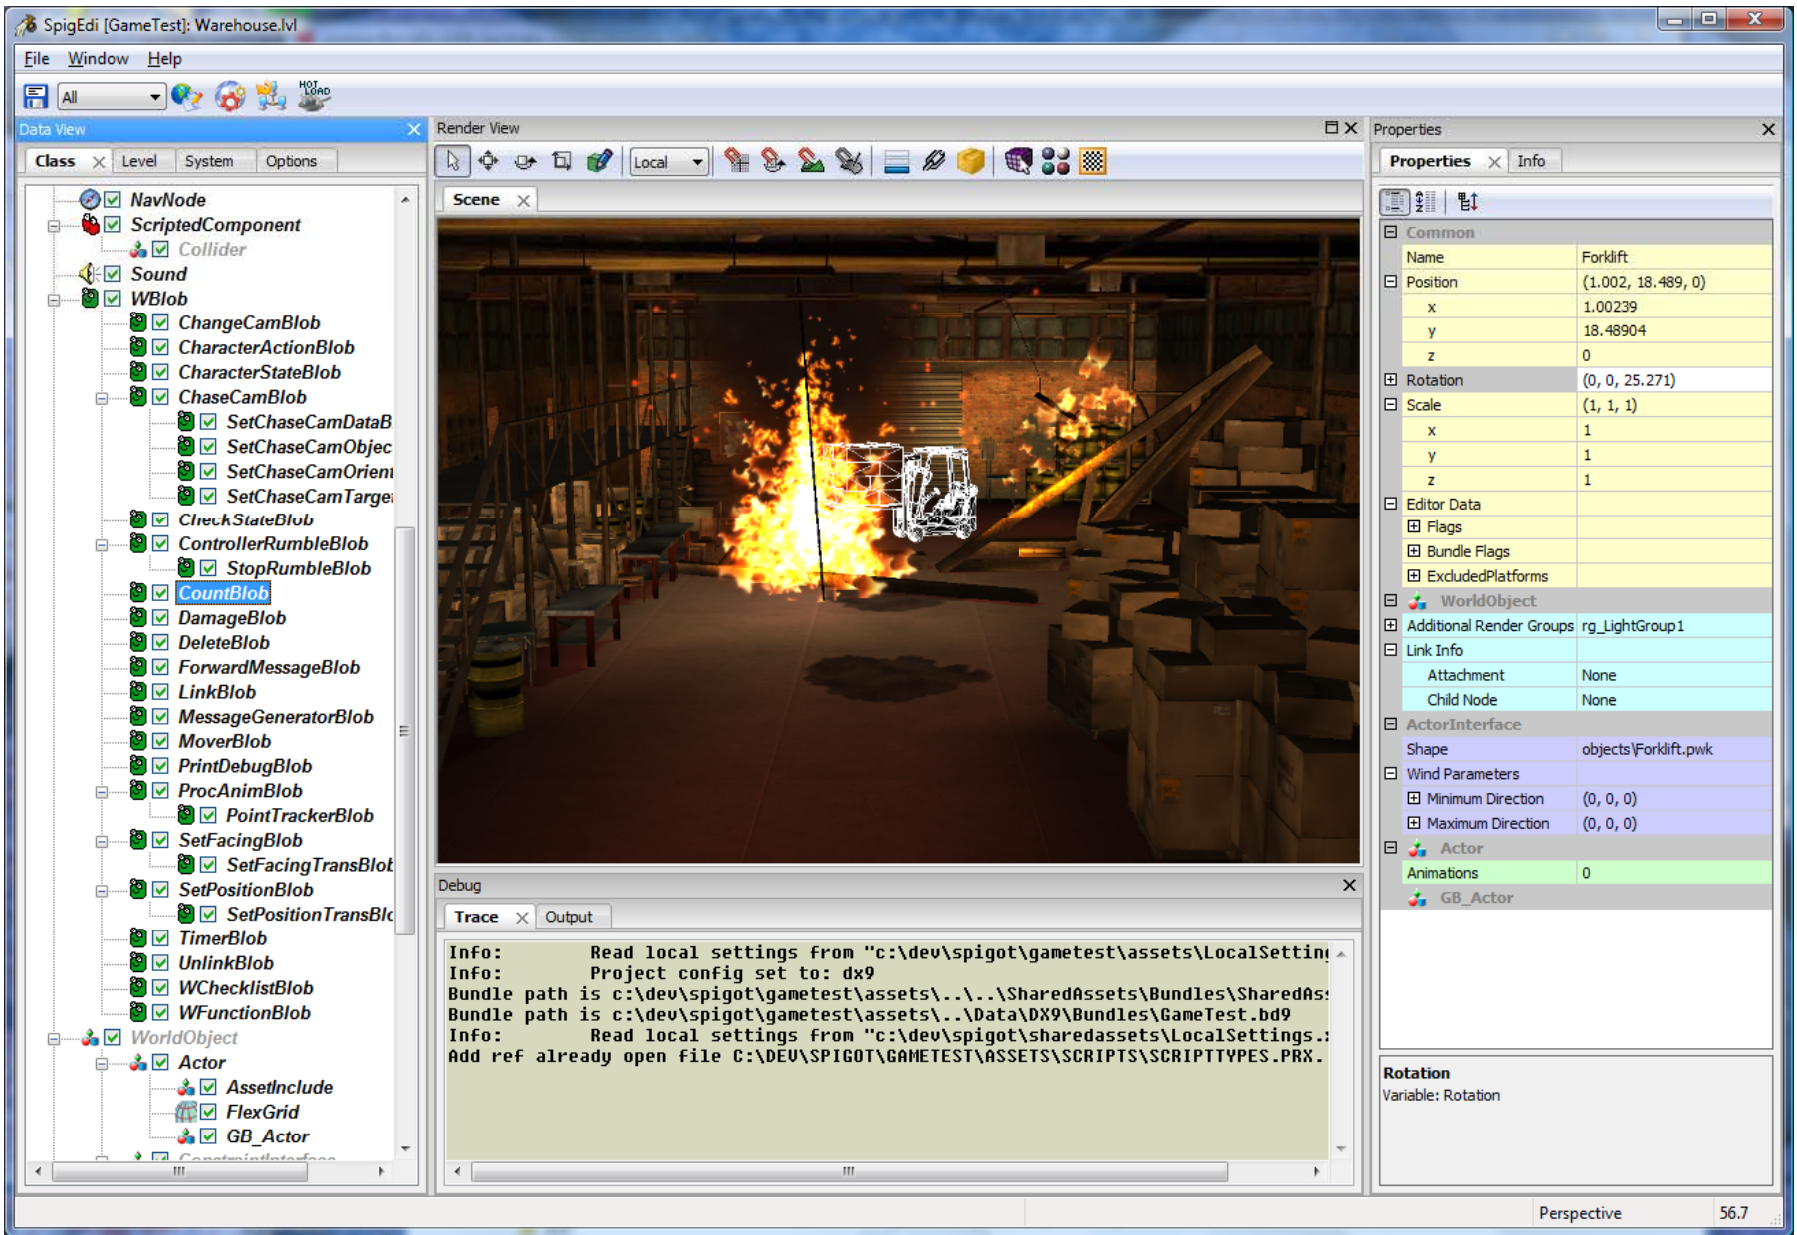 SpigEdi [GameTest]: Warehouse.lvl
File Window Help
All
HOT LOAD
Data View
Class Level System Options
NavNode
ScriptedComponent
Collider
Sound
WBlob
ChangeCamBlob
CharacterActionBlob
CharacterStateBlob
ChaseCamBlob
SetChaseCamDataB
SetChaseCamObjec
SetChaseCamOrient
SetChaseCamTarget
CheckStateBlob
ControllerRumbleBlob
StopRumbleBlob
CountBlob
DamageBlob
DeleteBlob
ForwardMessageBlob
LinkBlob
MessageGeneratorBlob
MoverBlob
PrintDebugBlob
ProcAnimBlob
PointTrackerBlob
SetFacingBlob
SetFacingTransBlob
SetPositionBlob
SetPositionTransBlo
TimerBlob
UnlinkBlob
WChecklistBlob
WFunctionBlob
WorldObject
Actor
AssetInclude
FlexGrid
GB_Actor
ConstraintInterface
Render View
Local
Scene
Debug
Trace Output
Info: Read local settings from "c:\dev\spigot\gametest\assets\LocalSetting
Info: Project config set to: dx9
Bundle path is c:\dev\spigot\gametest\assets\..\..\SharedAssets\Bundles\SharedAs
Bundle path is c:\dev\spigot\gametest\assets\..\Data\DX9\Bundles\GameTest.bd9
Info: Read local settings from "c:\dev\spigot\sharedassets\LocalSettings.
Add ref already open file C:\DEV\SPIGOT\GAMETEST\ASSETS\SCRIPTS\SCRIPTTYPES.PRX.
Properties
Properties Info
Common
Name Forklift
Position (1.002, 18.489, 0)
x 1.00239
y 18.48904
z 0
Rotation (0, 0, 25.271)
Scale (1, 1, 1)
x 1
y 1
z 1
Editor Data
Flags
Bundle Flags
ExcludedPlatforms
WorldObject
Additional Render Groups rg_LightGroup1
Link Info
Attachment None
Child Node None
ActorInterface
Shape objects\Forklift.pwk
Wind Parameters
Minimum Direction (0, 0, 0)
Maximum Direction (0, 0, 0)
Actor
Animations 0
GB_Actor
Rotation
Variable: Rotation
Perspective 56.7